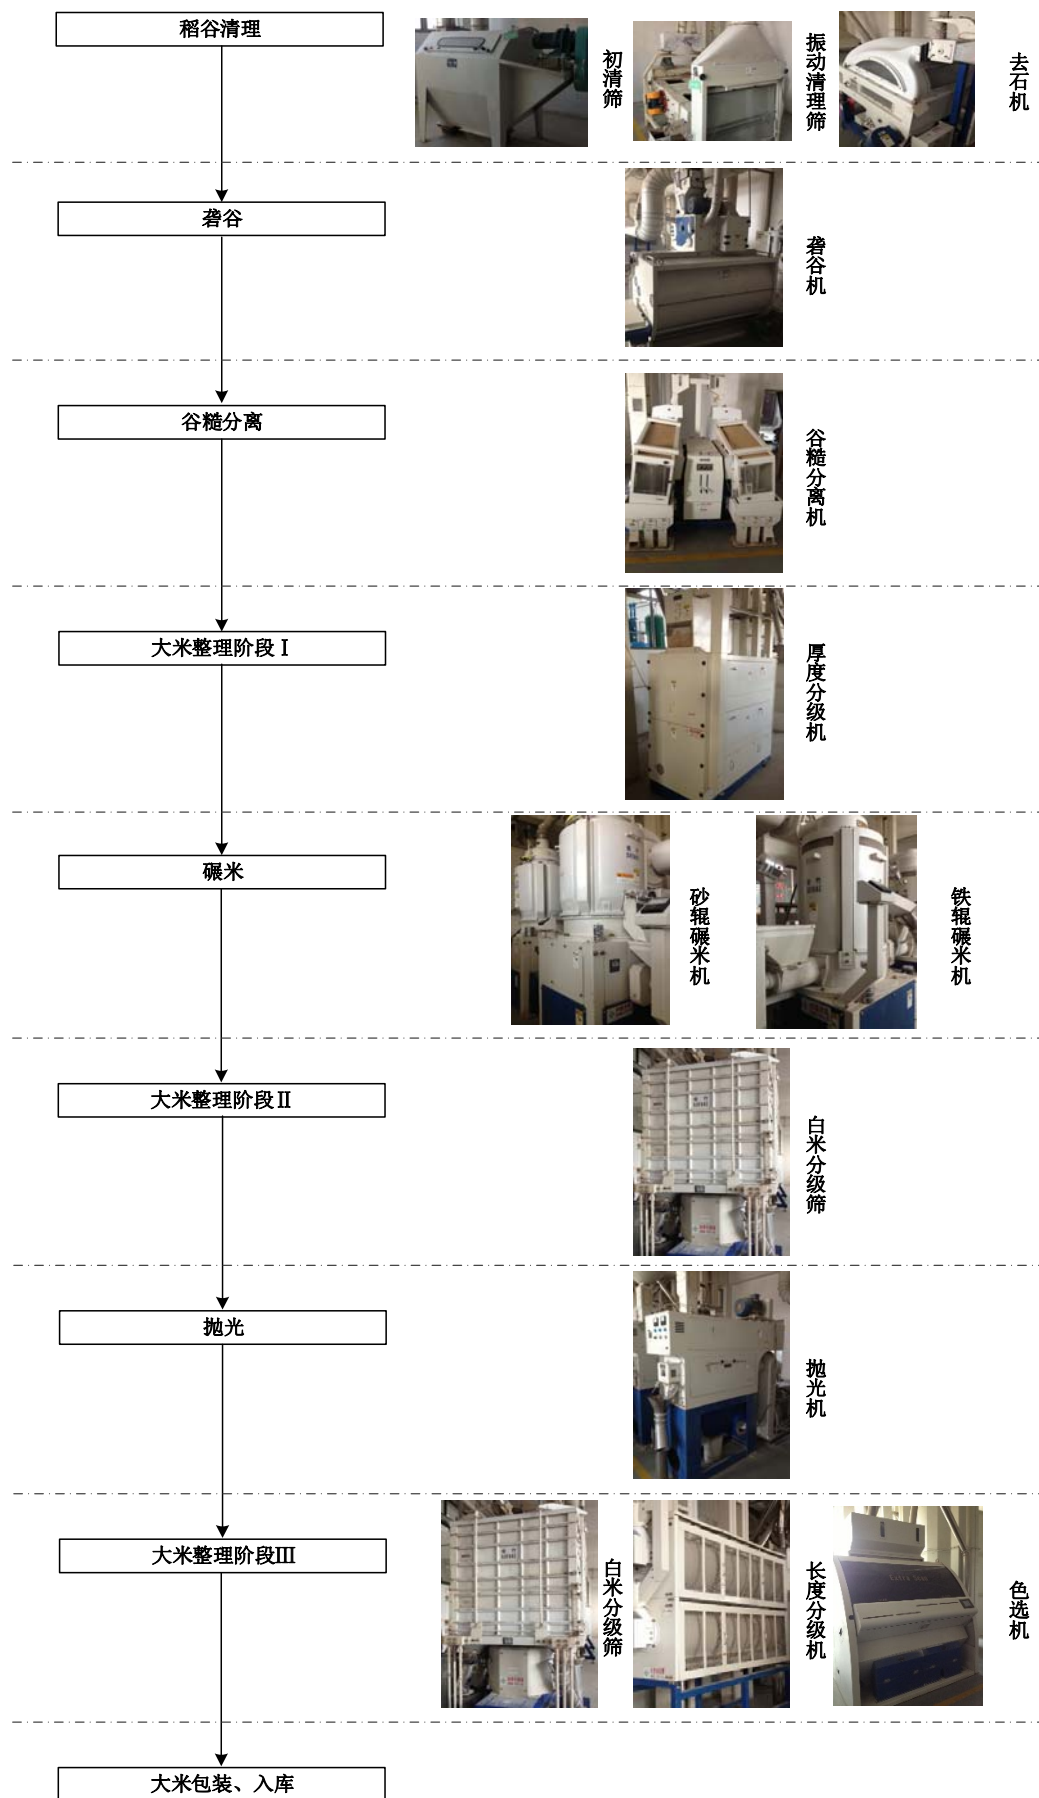 稻谷清理
初清筛
振动清理筛
去石机
砻谷
砻谷机
谷糙分离
谷糙分离机
大米整理阶段Ⅰ
厚度分级机
碾米
砂辊碾米机
铁辊碾米机
大米整理阶段Ⅱ
白米分级筛
抛光
抛光机
大米整理阶段Ⅲ
白米分级筛
长度分级机
色选机
大米包装、入库